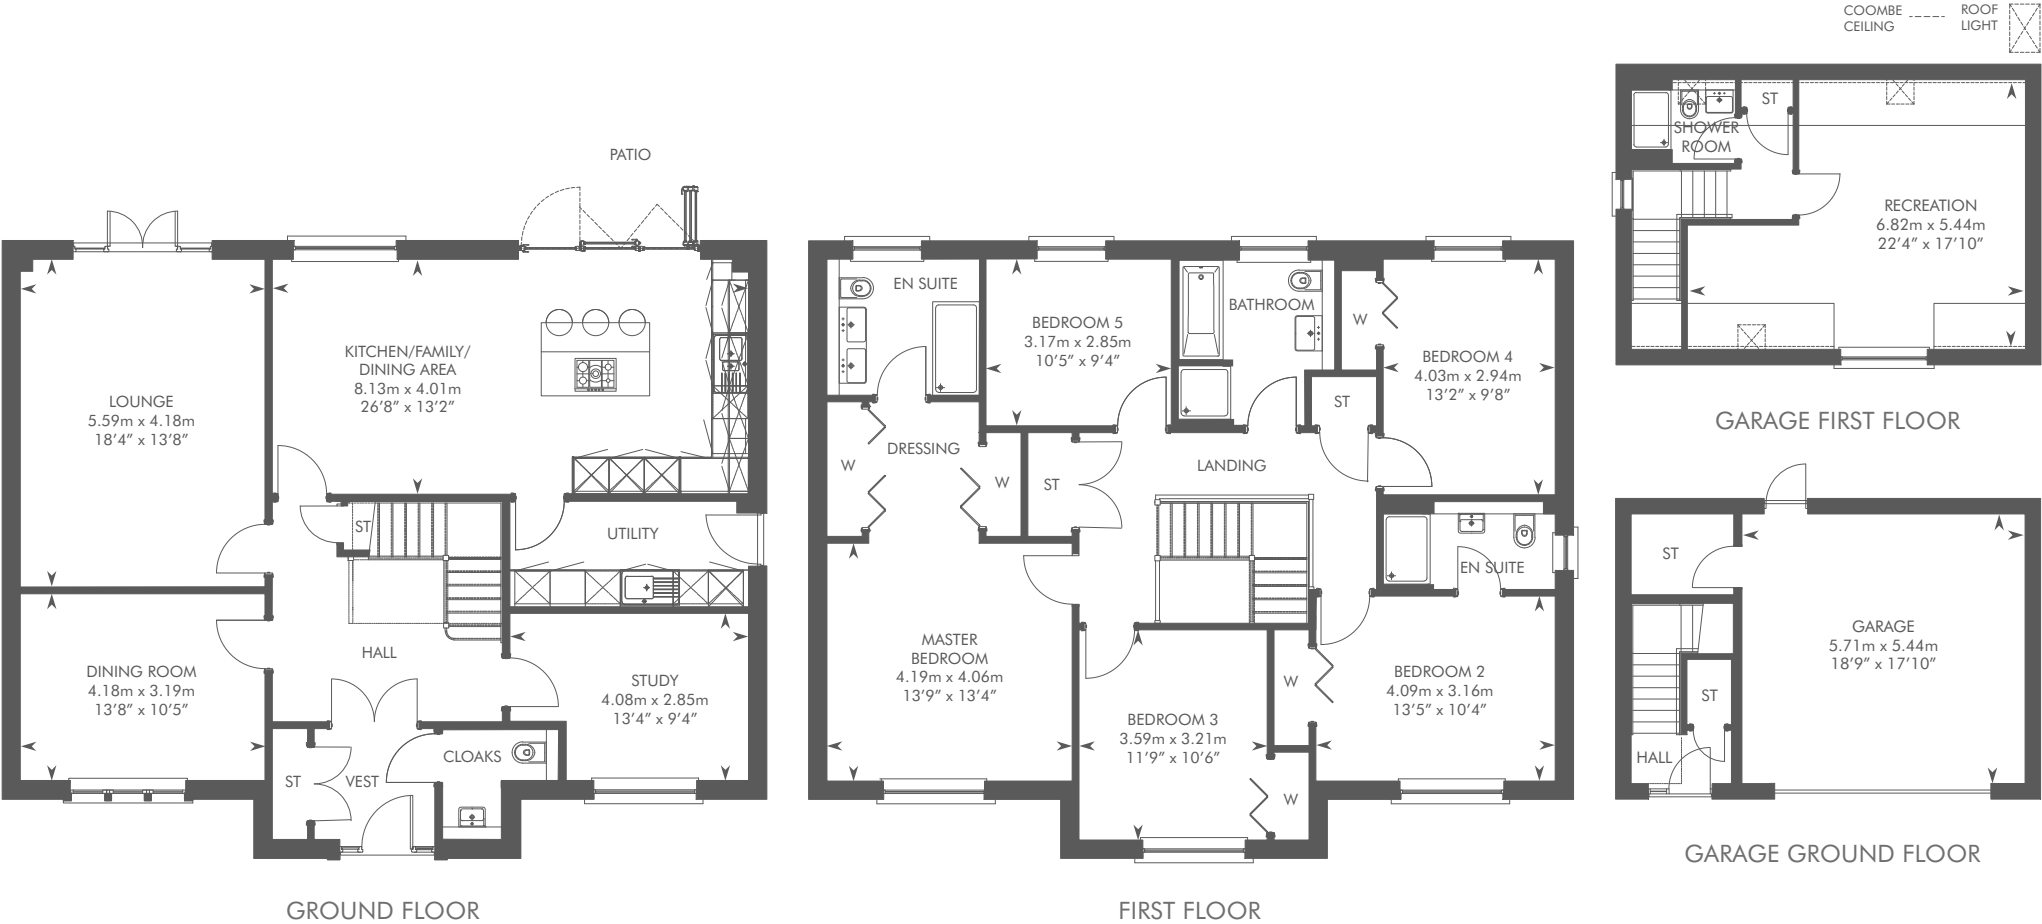 COOMBE
CEILING
ROOF
LIGHT
PATIO
LOUNGE
5.59m x 4.18m
18’4” x 13’8”
KITCHEN/FAMILY/
DINING AREA
8.13m x 4.01m
26’8” x 13’2”
ST
UTILITY
HALL
DINING ROOM
4.18m x 3.19m
13’8” x 10’5”
STUDY
4.08m x 2.85m
13’4” x 9’4”
ST
VEST
CLOAKS
GROUND FLOOR
EN SUITE
BEDROOM 5
3.17m x 2.85m
10’5” x 9’4”
BATHROOM
W
BEDROOM 4
4.03m x 2.94m
13’2” x 9’8”
ST
DRESSING
W
W
ST
LANDING
EN SUITE
MASTER
BEDROOM
4.19m x 4.06m
13’9” x 13’4”
BEDROOM 3
3.59m x 3.21m
11’9” x 10’6”
W
W
BEDROOM 2
4.09m x 3.16m
13’5” x 10’4”
FIRST FLOOR
ST
SHOWER
ROOM
RECREATION
6.82m x 5.44m
22’4” x 17’10”
GARAGE FIRST FLOOR
ST
GARAGE
5.71m x 5.44m
18’9” x 17’10”
ST
HALL
GARAGE GROUND FLOOR